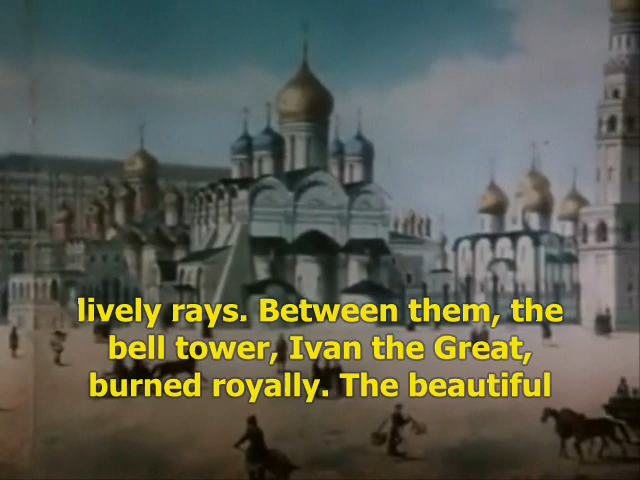 lively rays. Between them, the
bell tower, Ivan the Great,
burned royally. The beautiful